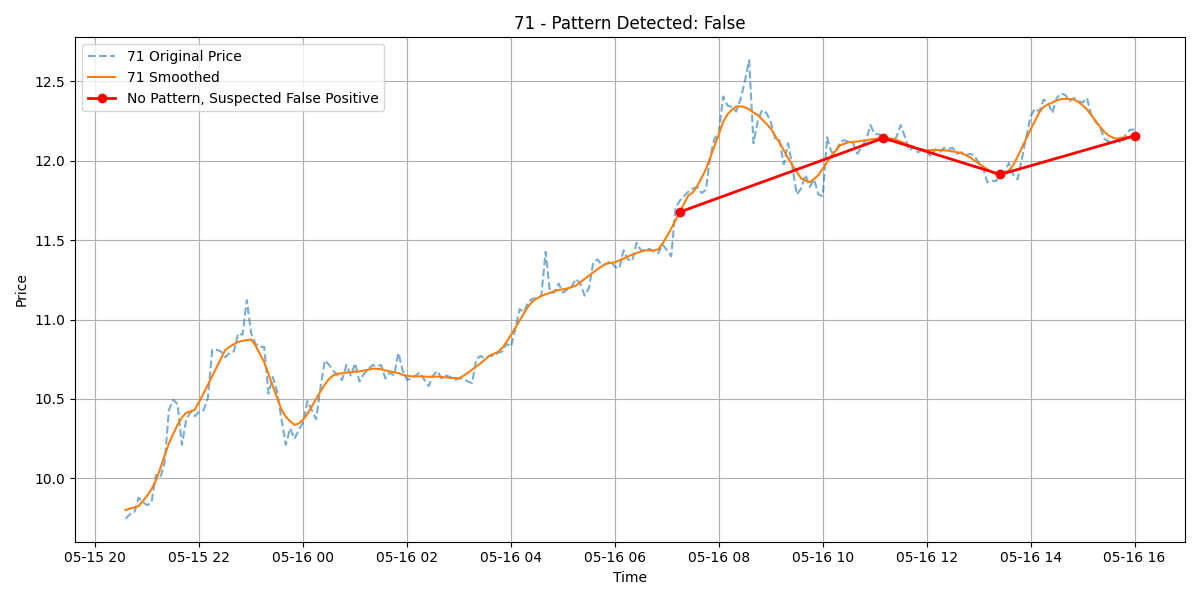 71 - Pattern Detected: False
71 Original Price
71 Smoothed
No Pattern, Suspected False Positive
Price
12.5
12.0
11.5
11.0
10.5
10.0
05-15 20 05-15 22 05-16 00 05-16 02 05-16 04 05-16 06 05-16 08 05-16 10 05-16 12 05-16 14 05-16 16
Time